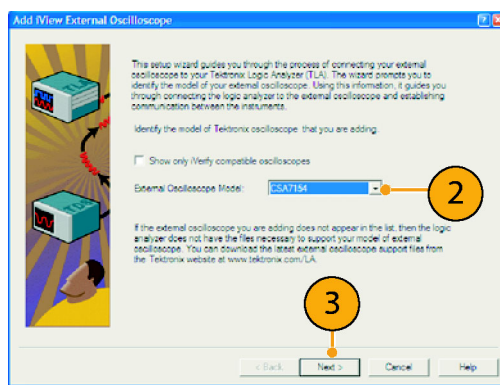 Add iView External Oscilloscope
This setup wizard guides you through the process of connecting your external
oscilloscope to your Tektronix Logic Analyzer (TLA). The wizard prompts you to
identify the model of your external oscilloscope. Using this information, it guides you
through connecting the logic analyzer to the external oscilloscope and establishing
communication between the instruments.
Identify the model of Tektronix oscilloscope that you are adding.
Show only iVerify compatible oscilloscopes
External Oscilloscope Model:
CSA7154
2
If the external oscilloscope you are adding does not appear in the list, then the logic
analyzer does not have the files necessary to support your model of external
oscilloscope. You can download the latest external oscilloscope support files from
the Tektronix website at www.tektronix.com/LA.
3
< Back
Next >
Cancel
Help
TLA
TDS